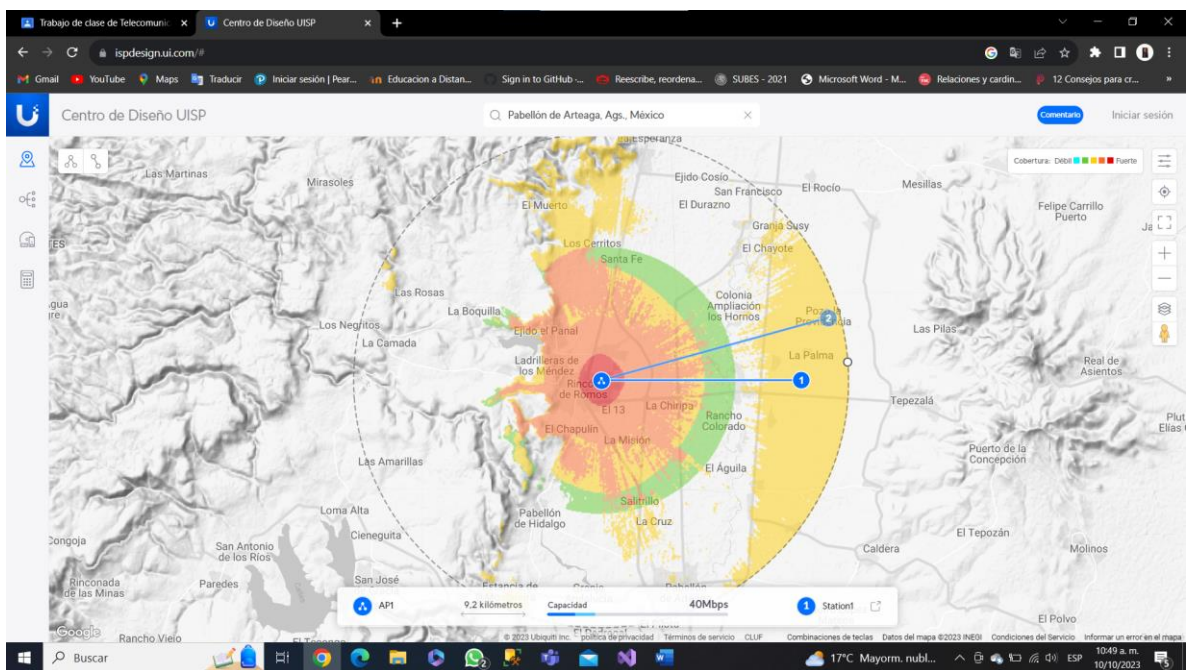 Trabajo de clase de Telecomunic
Centro de Diseño UISP
ispdesign.ui.com/#
Gmail
YouTube
Maps
Traducir
Iniciar sesión | Pear...
Educacion a Distan...
Sign in to GitHub ·...
Reescribe, reordena...
SUBES - 2021
Microsoft Word - M...
Relaciones y cardin...
12 Consejos para cr...
»
Centro de Diseño UISP
Pabellón de Arteaga, Ags., México
Comentario
Iniciar sesión
Cobertura: Débil
Fuerte
Esperanza
Las Martinas
Mirasoles
Ejido Cosío
San Francisco
El Rocío
Mesillas
El Muerto
El Durazno
Felipe Carrillo
Puerto
Granja Susy
Los Cerritos
El Chayote
Santa Fe
Las Rosas
Colonia
Ampliación
los Hornos
La Boquilla
2
Los Negritos
Ejido el Panal
Las Pilas
La Camada
Ladrilleras de
los Méndez
La Palma
Real de
Asientos
Rincón
de Romos
1
El 13
La Chiripa
Tepezalá
Rancho
Colorado
Plut
Elías
El Chapulín
La Misión
Puerto de la
Concepción
Las Amarillas
El Águila
Salitrillo
Loma Alta
Pabellón
de Hidalgo
La Cruz
Cieneguita
El Tepozán
Congoja
San Antonio
de los Ríos
Caldera
Molinos
Rinconada
de las Minas
Paredes
San José
Estancia de
AP1
9,2 kilómetros
Capacidad
40Mbps
1
Station1
El Polvo
Google
Rancho Viejo
© 2023 Ubiquiti Inc.
política de privacidad
Términos de servicio
CLUF
Combinaciones de teclas
Datos del mapa ©2023 INEGI
Condiciones del Servicio
Informar un error en el mapa
Buscar
17°C Mayorm. nubl...
ESP
10:49 a. m.
10/10/2023